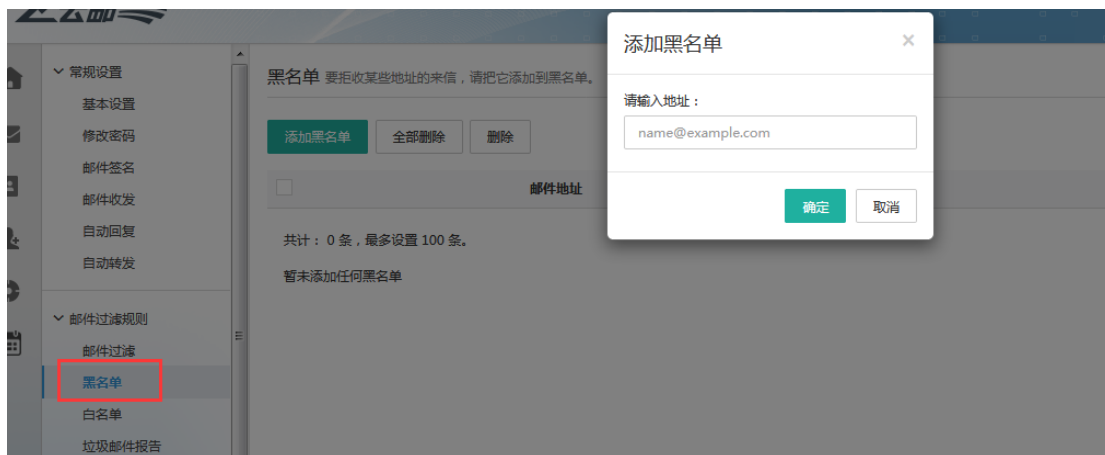 添加黑名单 ×
常规设置
黑名单 要拒收某些地址的来信，请把它添加到黑名单。
请输入地址：
基本设置
name@example.com
修改密码
添加黑名单 全部删除 删除
邮件签名
邮件地址
邮件收发
确定 取消
自动回复
共计： 0 条，最多设置 100 条。
自动转发
暂未添加任何黑名单
邮件过滤规则
邮件过滤
黑名单
白名单
垃圾邮件报告